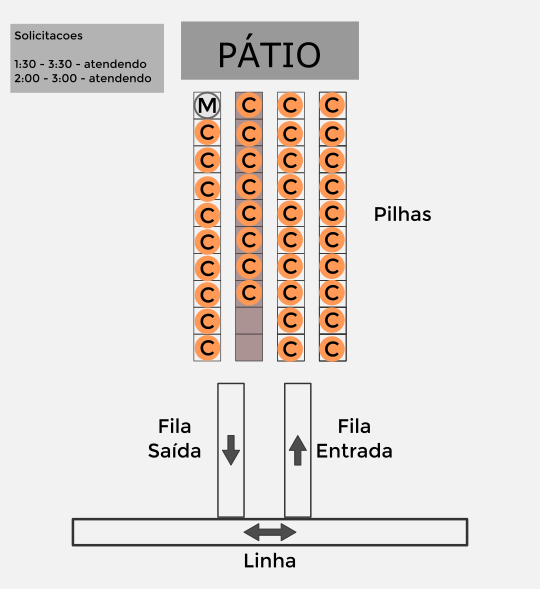 Solicitacoes
1:30 - 3:30 - atendendo
2:00 - 3:00 - atendendo
PÁTIO
M C C C
C C C C
C C C C
C C C C
C C C C
C C C C
C C C C
C C C C
C C C
C C C
Pilhas
Fila
Saída
Fila
Entrada
Linha